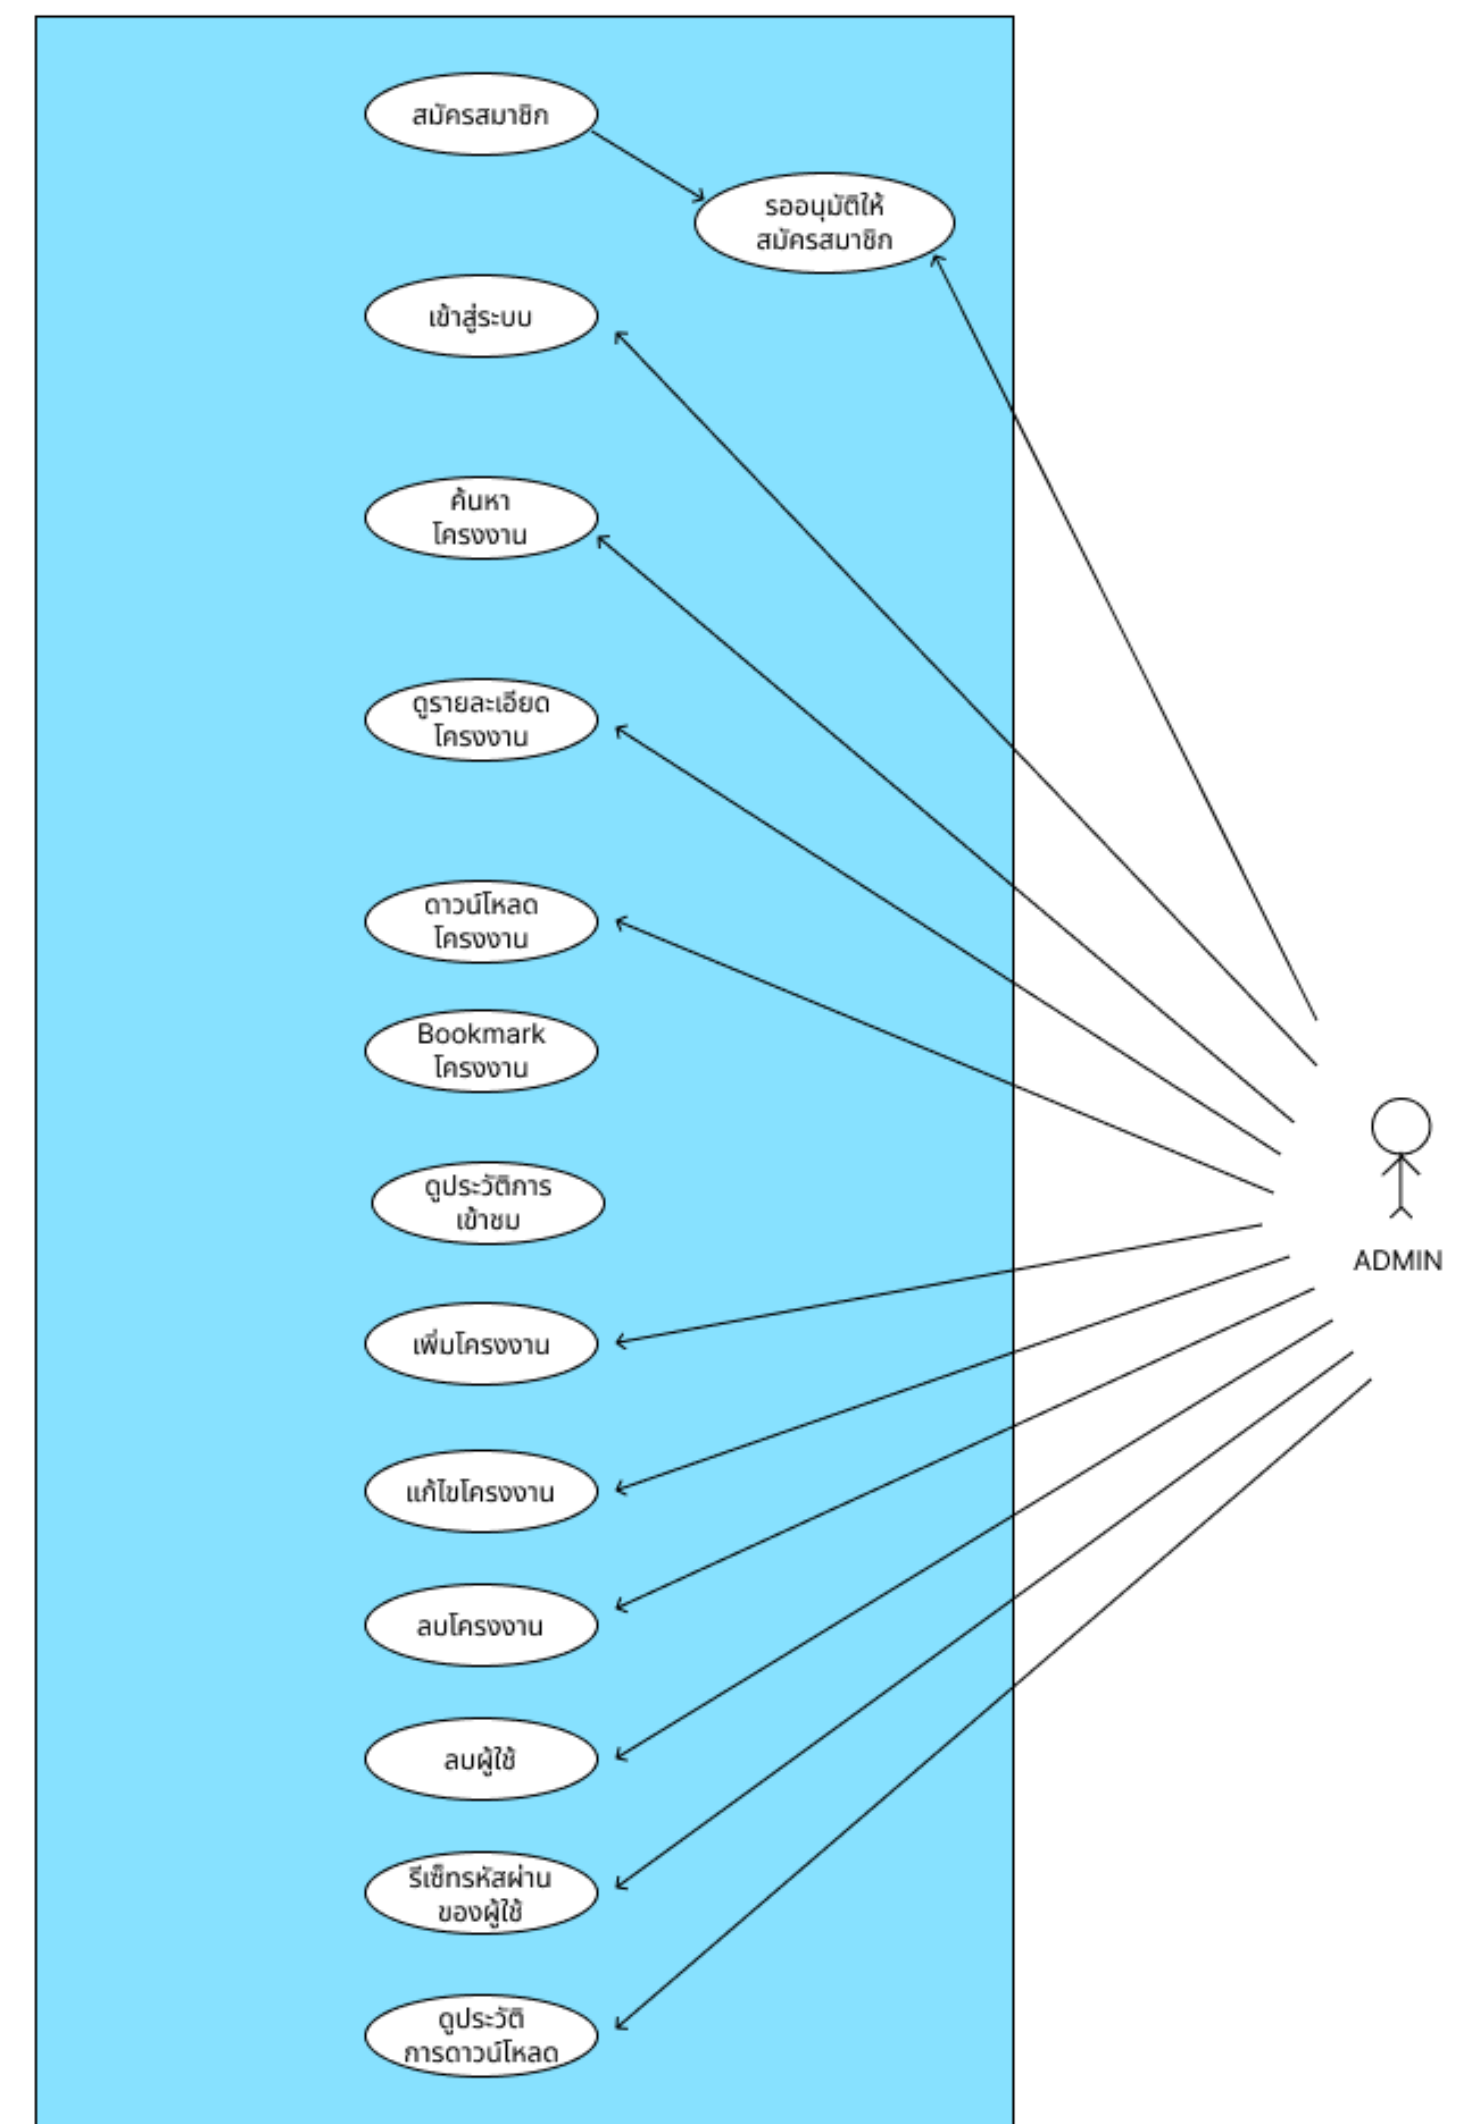 สมัครสมาชิก
รออนุมัติให้
สมัครสมาชิก
เข้าสู่ระบบ
ค้นหา
โครงงาน
ดูรายละเอียด
โครงงาน
ดาวน์โหลด
โครงงาน
Bookmark
โครงงาน
ดูประวัติการ
เข้าชม
ADMIN
เพิ่มโครงงาน
แก้ไขโครงงาน
ลบโครงงาน
ลบผู้ใช้
รีเซ็ทรหัสผ่าน
ของผู้ใช้
ดูประวัติ
การดาวน์โหลด